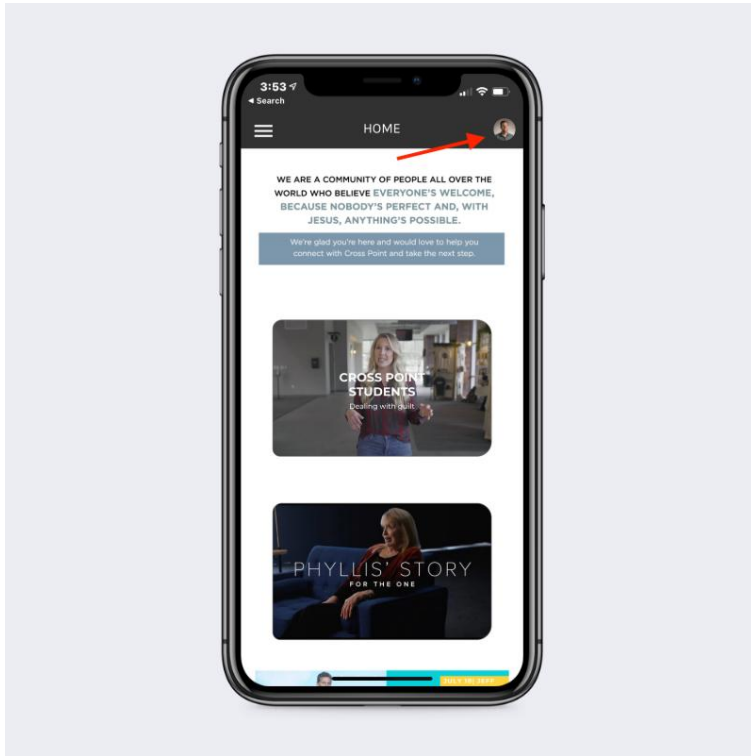 3:53
Search
HOME
WE ARE A COMMUNITY OF PEOPLE ALL OVER THE
WORLD WHO BELIEVE EVERYONE'S WELCOME,
BECAUSE NOBODY'S PERFECT AND, WITH
JESUS, ANYTHING'S POSSIBLE.
We're glad you're here and would love to help you
connect with Cross Point and take the next step.
CROSS POINT
STUDENTS
Dealing with guilt
PHYLLIS' STORY
FOR THE ONE
JULY 18| JEFF